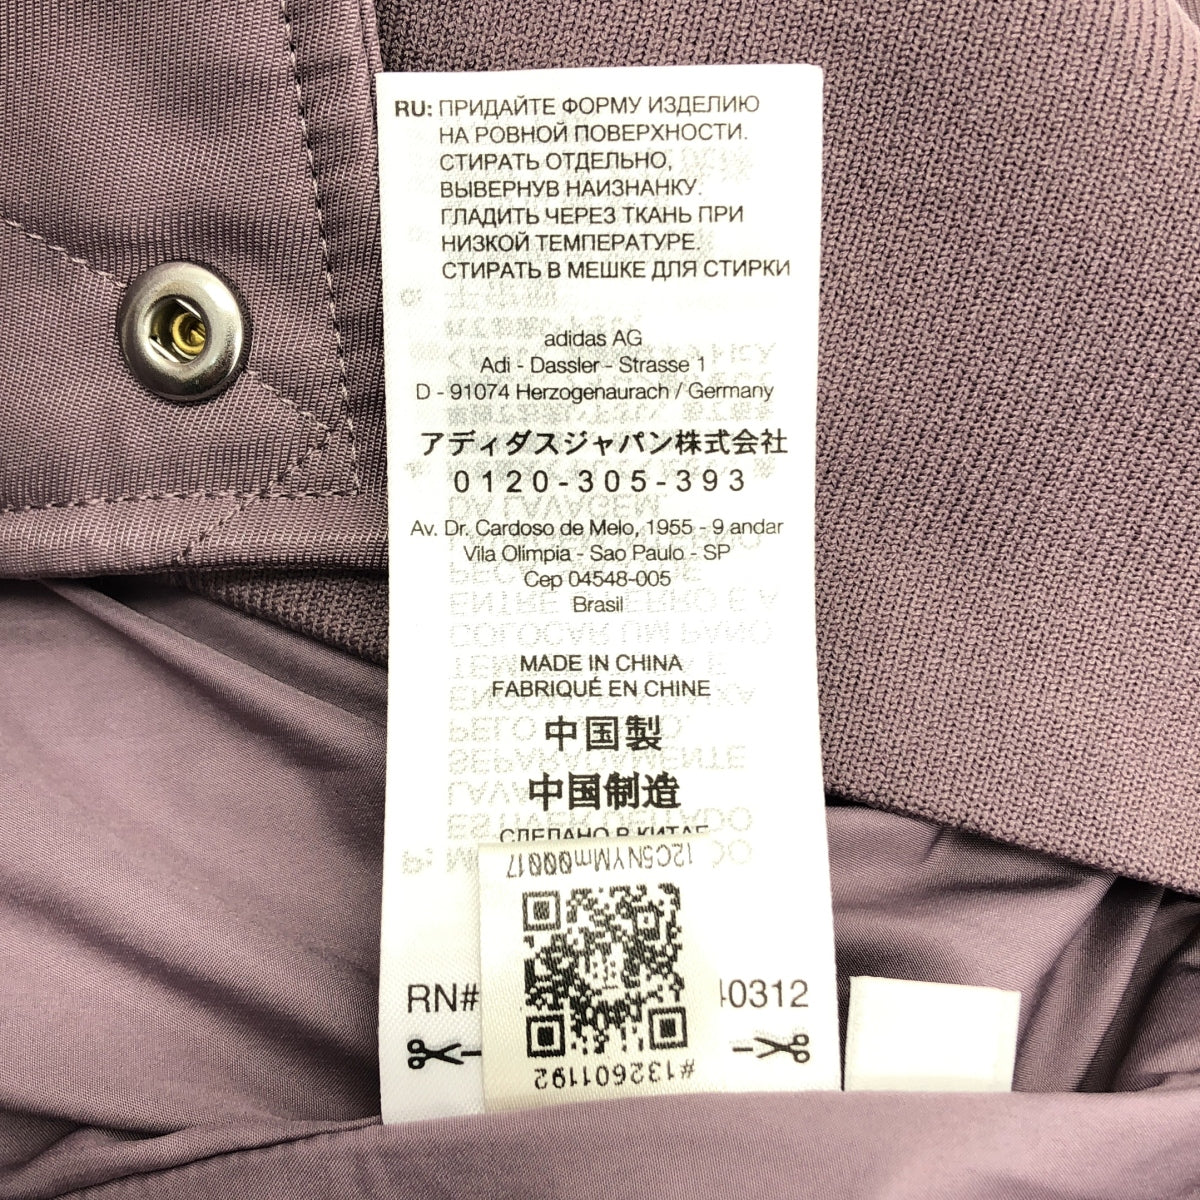 RU: ПРИДАЙТЕ ФОРМУ ИЗДЕЛИЮ
НА РОВНОЙ ПОВЕРХНОСТИ.
СТИРАТЬ ОТДЕЛЬНО,
ВЫВЕРНУВ НАИЗНАНКУ.
ГЛАДИТЬ ЧЕРЕЗ ТКАНЬ ПРИ
НИЗКОЙ ТЕМПЕРАТУРЕ.
СТИРАТЬ В МЕШКЕ ДЛЯ СТИРКИ
adidas AG
Adi - Dassler - Strasse 1
D - 91074 Herzogenaurach / Germany
アディダスジャパン株式会社
0120-305-393
Av. Dr. Cardoso de Melo, 1955 - 9 andar
Vila Olimpia - Sao Paulo - SP
Cep 04548-005
Brasil
MADE IN CHINA
FABRIQUÉ EN CHINE
中国製
中国制造
СДЕЛАНО В КИТАЕ
RN# 40312
#132601192